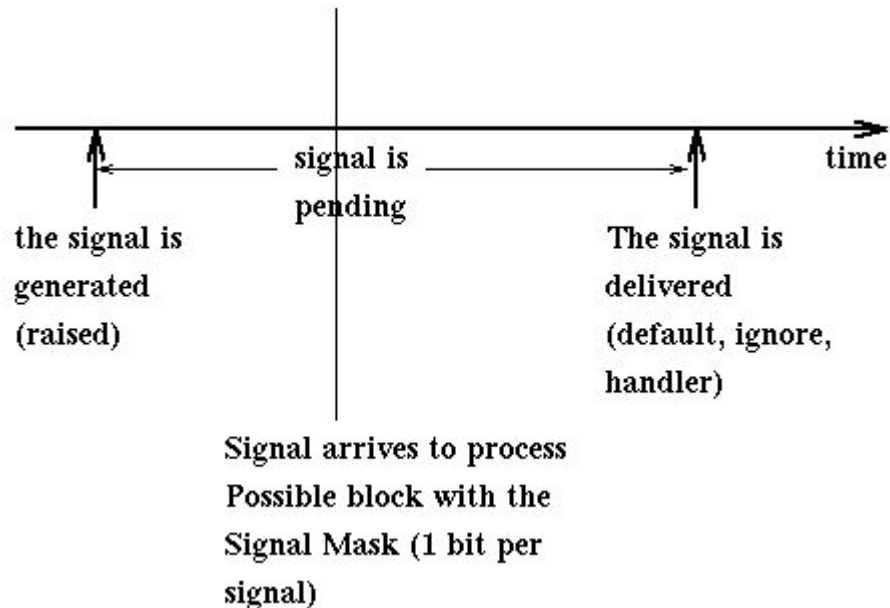 signal is
pending
time
the signal is
generated
(raised)
The signal is
delivered
(default, ignore,
handler)
Signal arrives to process
Possible block with the
Signal Mask (1 bit per
signal)